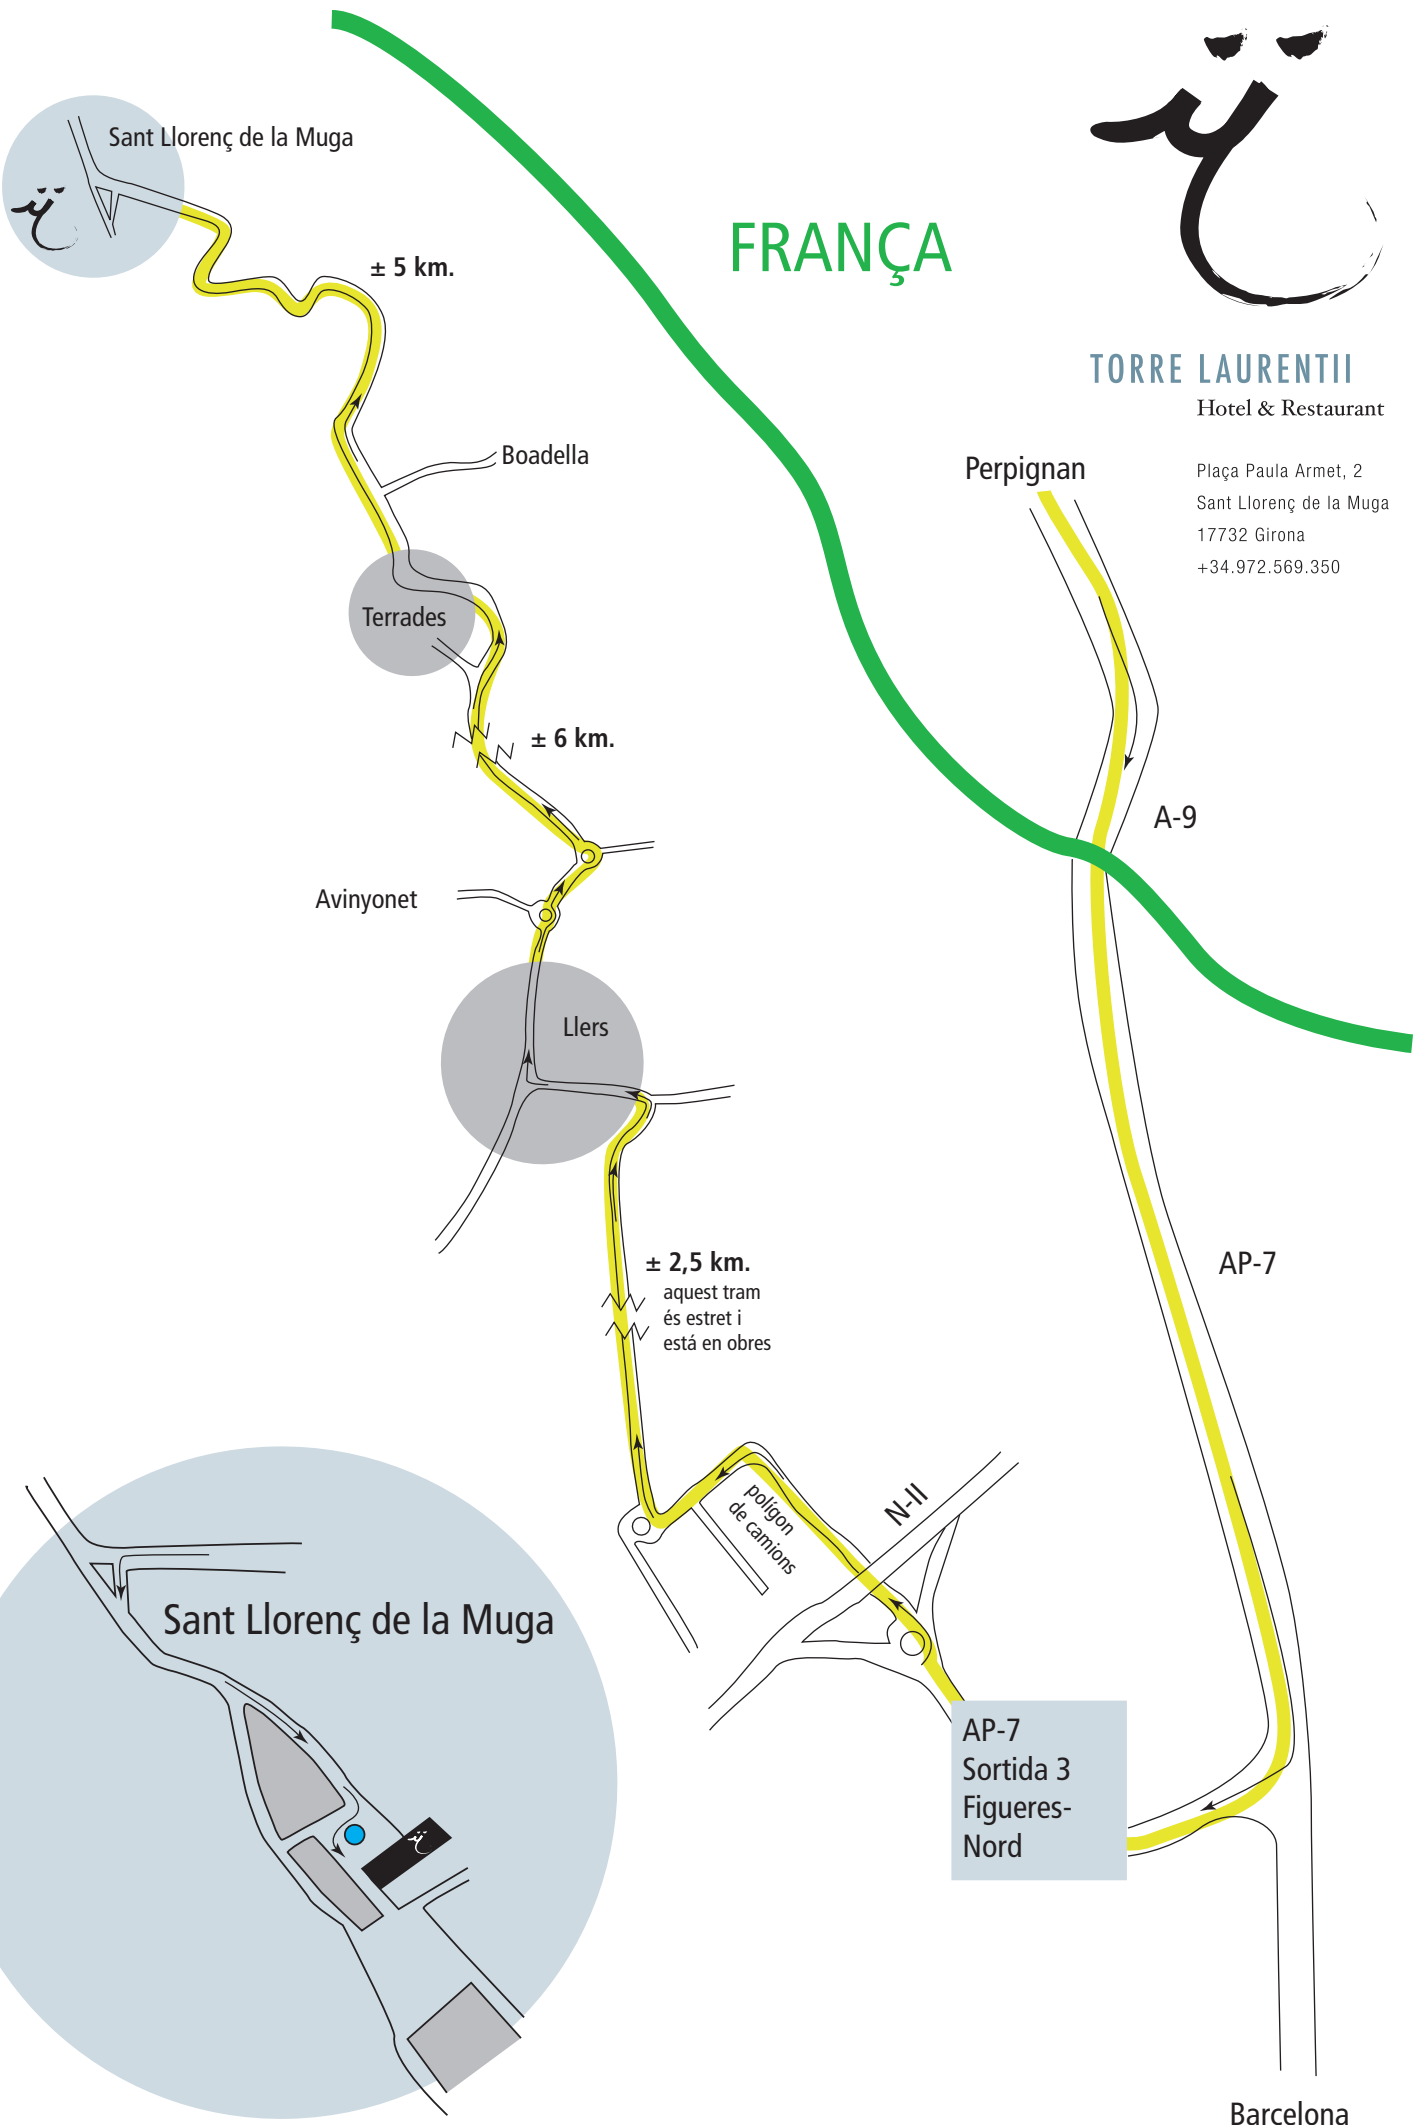 Sant Llorenç de la Muga
± 5 km.
FRANÇA
TORRE LAURENTII
Hotel & Restaurant
Plaça Paula Armet, 2
Sant Llorenç de la Muga
17732 Girona
+34.972.569.350
Boadella
Perpignan
Terrades
± 6 km.
A-9
Avinyonet
Llers
± 2,5 km.
aquest tram
és estret i
está en obres
AP-7
N-II
polígon
de camions
Sant Llorenç de la Muga
AP-7
Sortida 3
Figueres-
Nord
Barcelona